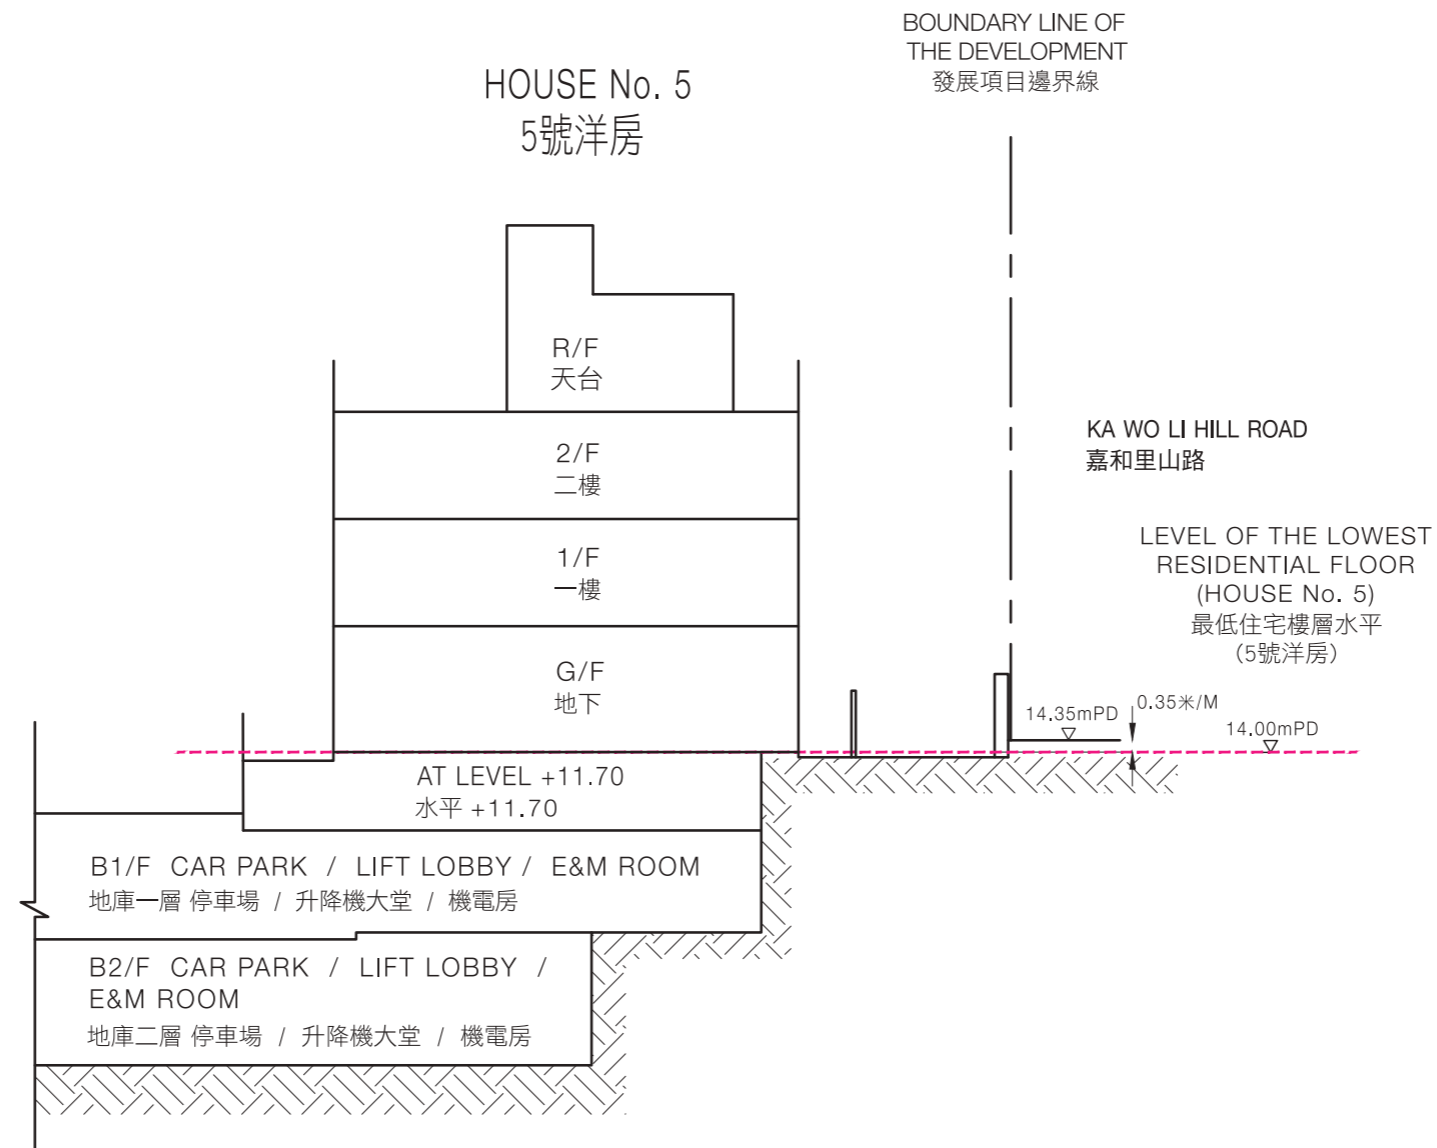 BOUNDARY LINE OF
THE DEVELOPMENT
發展項目邊界線
HOUSE No. 5
5號洋房
R/F
天台
2/F
二樓
1/F
一樓
G/F
地下
KA WO LI HILL ROAD
嘉和里山路
LEVEL OF THE LOWEST
RESIDENTIAL FLOOR
(HOUSE No. 5)
最低住宅樓層水平
(5號洋房)
14.35mPD
0.35米/M
14.00mPD
AT LEVEL +11.70
水平 +11.70
B1/F CAR PARK / LIFT LOBBY / E&M ROOM
地庫一層 停車場 / 升降機大堂 / 機電房
B2/F CAR PARK / LIFT LOBBY /
E&M ROOM
地庫二層 停車場 / 升降機大堂 / 機電房